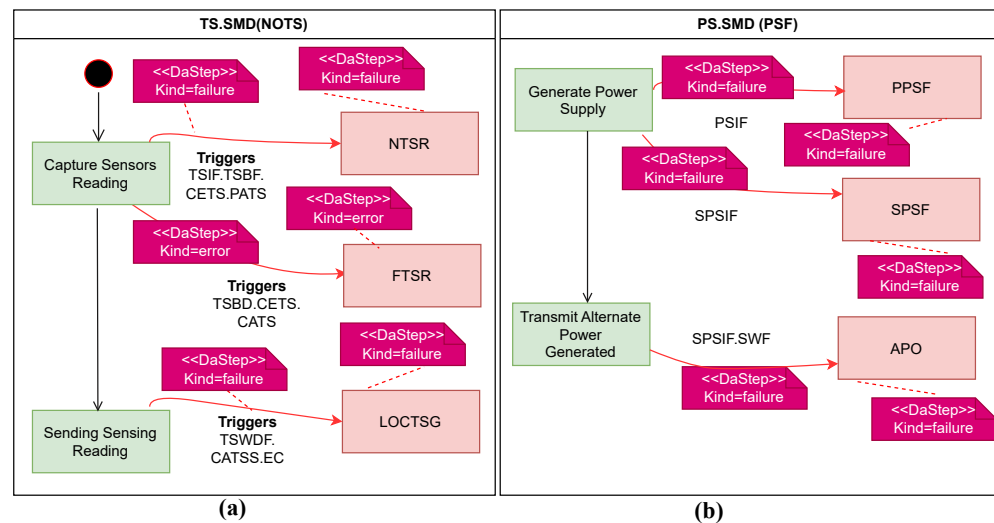 TS.SMD(NOTS)
<<DaStep>>
Kind=failure
<<DaStep>>
Kind=failure
Capture Sensors
Reading
Triggers
TSIF.TSBF.
CETS.PATS
NTSR
<<DaStep>>
Kind=error
<<DaStep>>
Kind=error
Triggers
TSBD.CETS.
CATS
FTSR
<<DaStep>>
Kind=failure
<<DaStep>>
Kind=failure
Sending Sensing
Reading
Triggers
TSWDF.
CATSS.EC
LOCTSG
(a)
PS.SMD (PSF)
Generate Power
Supply
<<DaStep>>
Kind=failure
PSIF
PPSF
<<DaStep>>
Kind=failure
<<DaStep>>
Kind=failure
SPSIF
SPSF
<<DaStep>>
Kind=failure
Transmit Alternate
Power
Generated
SPSIF.SWF
<<DaStep>>
Kind=failure
APO
<<DaStep>>
Kind=failure
(b)